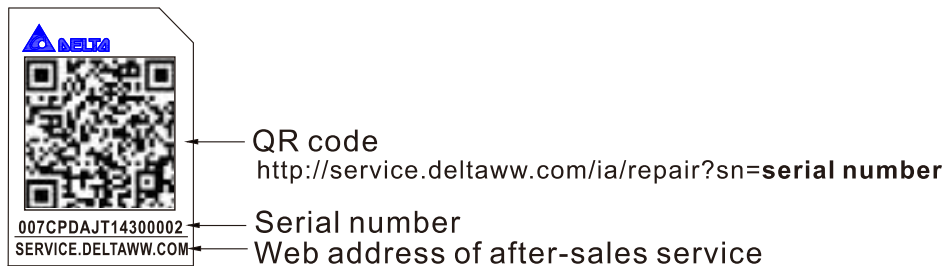 DELTA
QR code
http://service.deltaww.com/ia/repair?sn=serial number
007CPDAJT14300002
Serial number
SERVICE.DELTAWW.COM
Web address of after-sales service